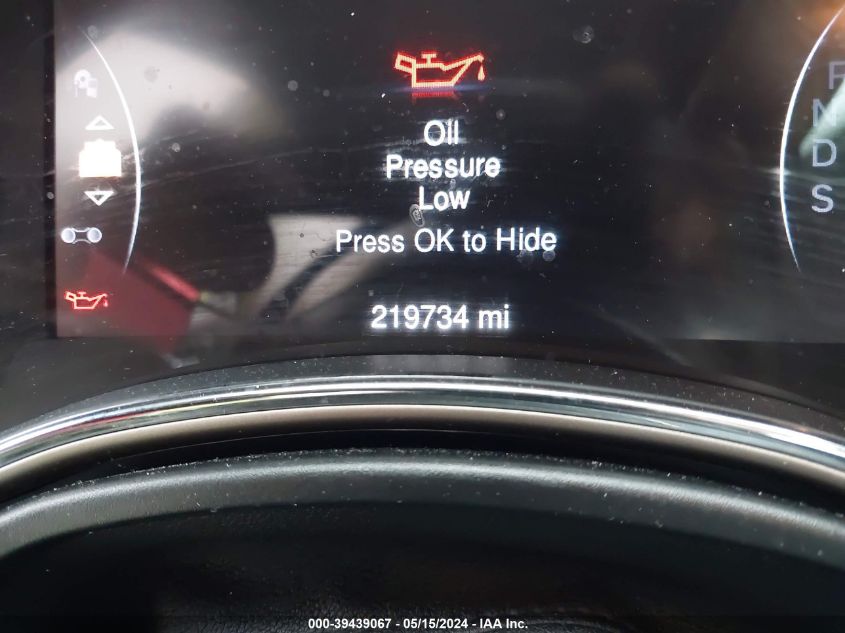 Oil
Pressure
Low
Press OK to Hide
219734 mi
N
D
S
000-39439067 - 05/15/2024 - IAA Inc.